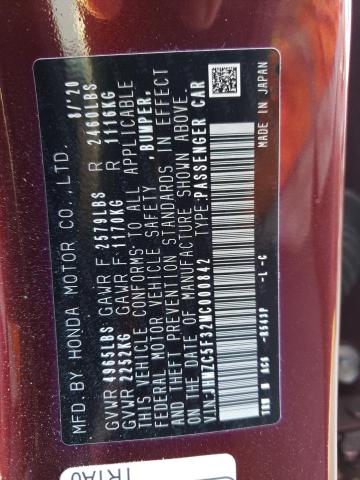 MFD.BY HONDA MOTOR CO.,LTD. 8/'20
GVWR 4965LBS GAWR F 2579LBS R 2460LBS
GVWR 2252KG GAWR F 1170KG R 1116KG
THIS VEHICLE CONFORMS TO ALL APPLICABLE
FEDERAL MOTOR VEHICLE SAFETY ,BUMPER,
AND THEFT PREVENTION STANDARDS IN EFFECT
ON THE DATE OF MANUFACTURE SHOWN ABOVE.
TYPE:PASSENGER CAR
-L -C MADE IN JAPAN